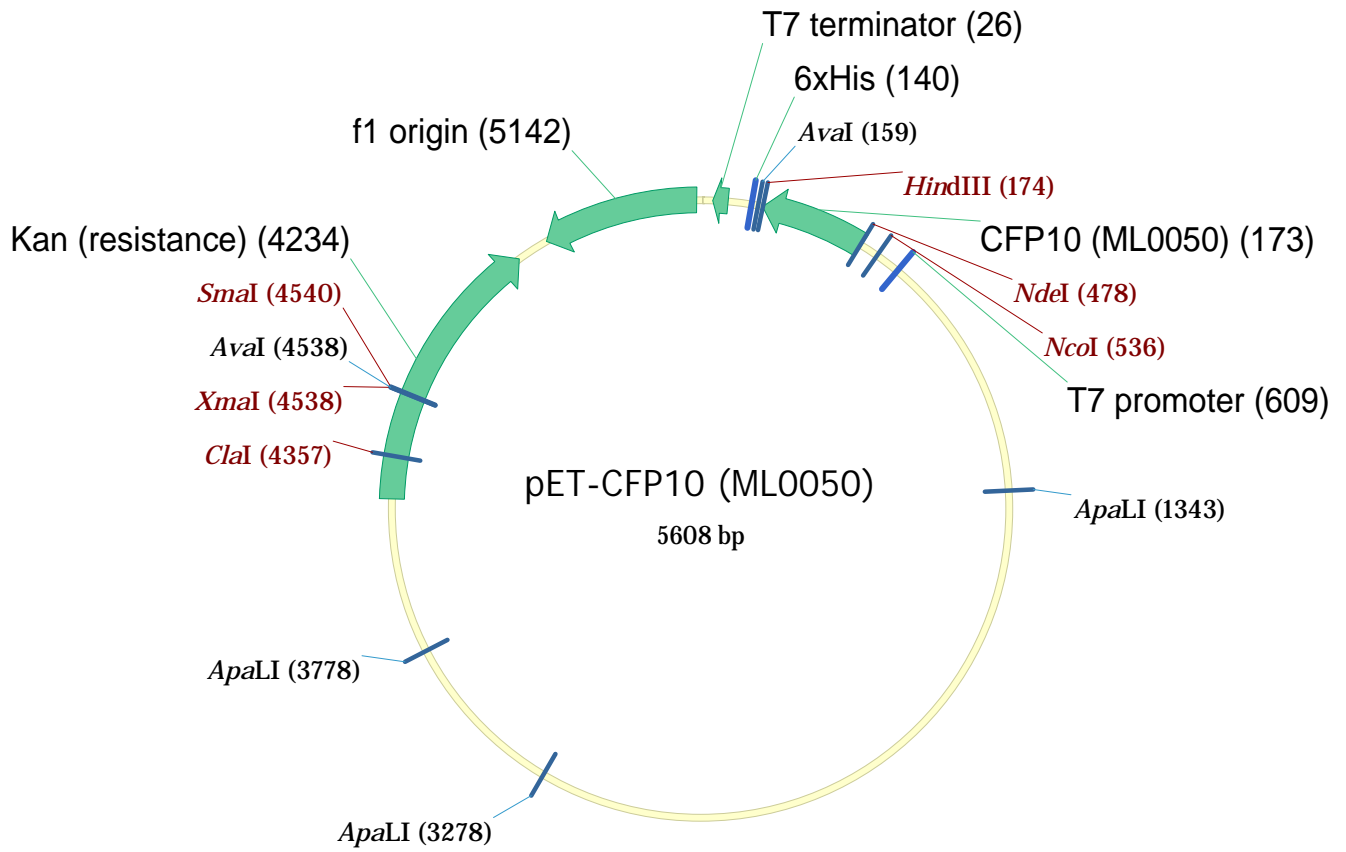 T7 terminator (26)
6xHis (140)
AvaI (159)
f1 origin (5142)
HindIII (174)
Kan (resistance) (4234)
CFP10 (ML0050) (173)
SmaI (4540)
NdeI (478)
AvaI (4538)
NcoI (536)
XmaI (4538)
T7 promoter (609)
ClaI (4357)
pET-CFP10 (ML0050)
5608 bp
ApaLI (1343)
ApaLI (3778)
ApaLI (3278)